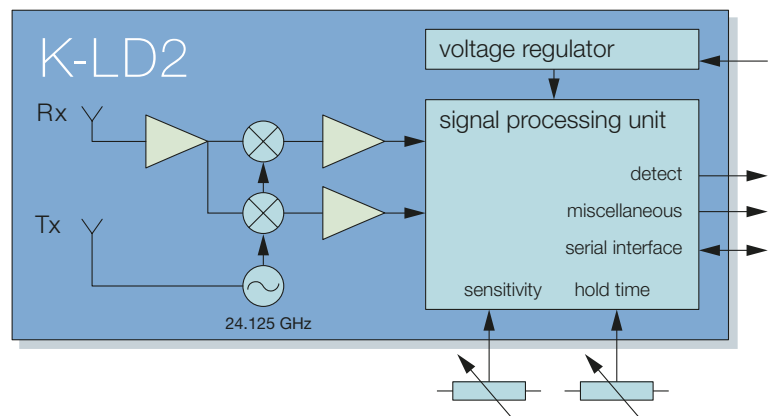 K-LD2
voltage regulator
Rx
signal processing unit
detect
miscellaneous
Tx
serial interface
sensitivity
hold time
24.125 GHz